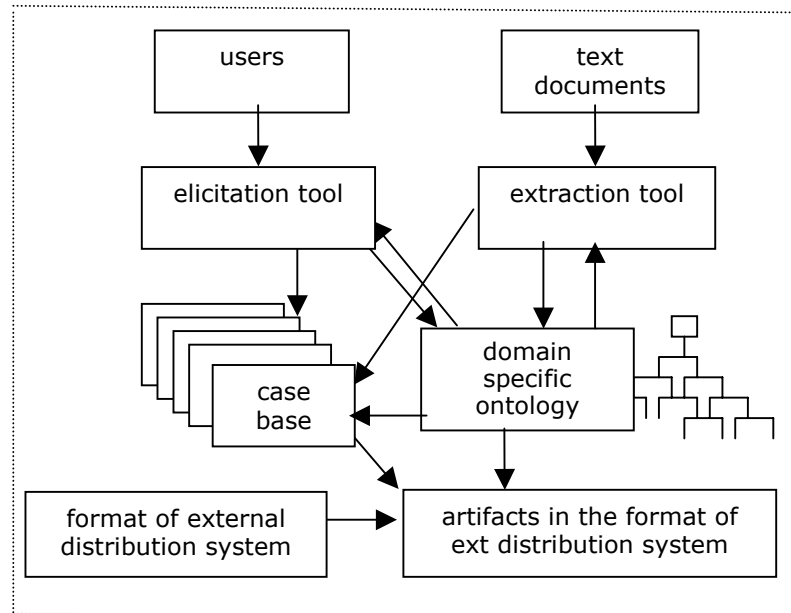 users
text
documents
elicitation tool
extraction tool
domain
specific
ontology
case
base
format of external
distribution system
artifacts in the format of
ext distribution system